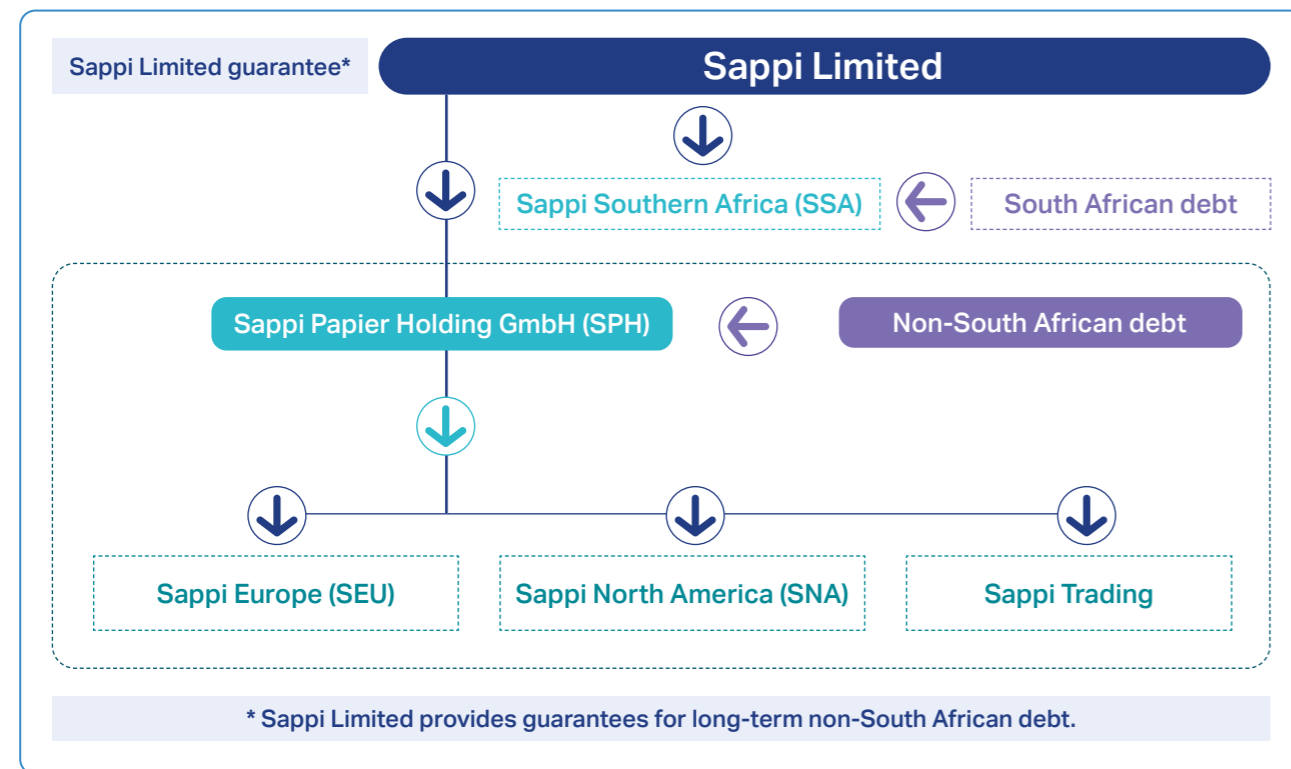 Sappi Limited guarantee*
Sappi Limited
Sappi Southern Africa (SSA)
South African debt
Sappi Papier Holding GmbH (SPH)
Non-South African debt
Sappi Europe (SEU)
Sappi North America (SNA)
Sappi Trading
* Sappi Limited provides guarantees for long-term non-South African debt.